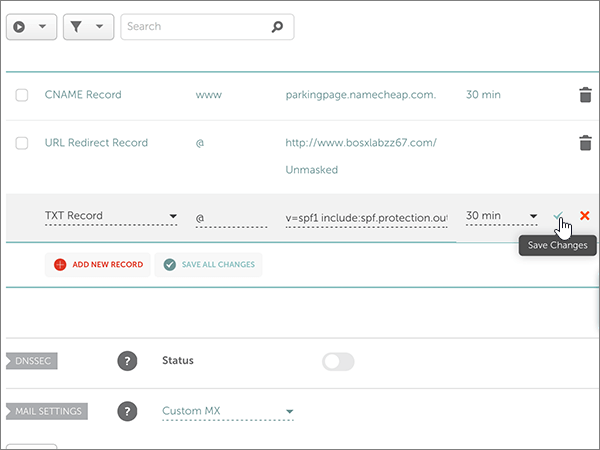 Search
CNAME Record www parkingpage.namecheap.com. 30 min
URL Redirect Record @ http://www.bosxlabzz67.com/
Unmasked
TXT Record @ v=spf1 include:spf.protection.out 30 min
Save Changes
ADD NEW RECORD SAVE ALL CHANGES
DNSSEC ? Status
MAIL SETTINGS ? Custom MX